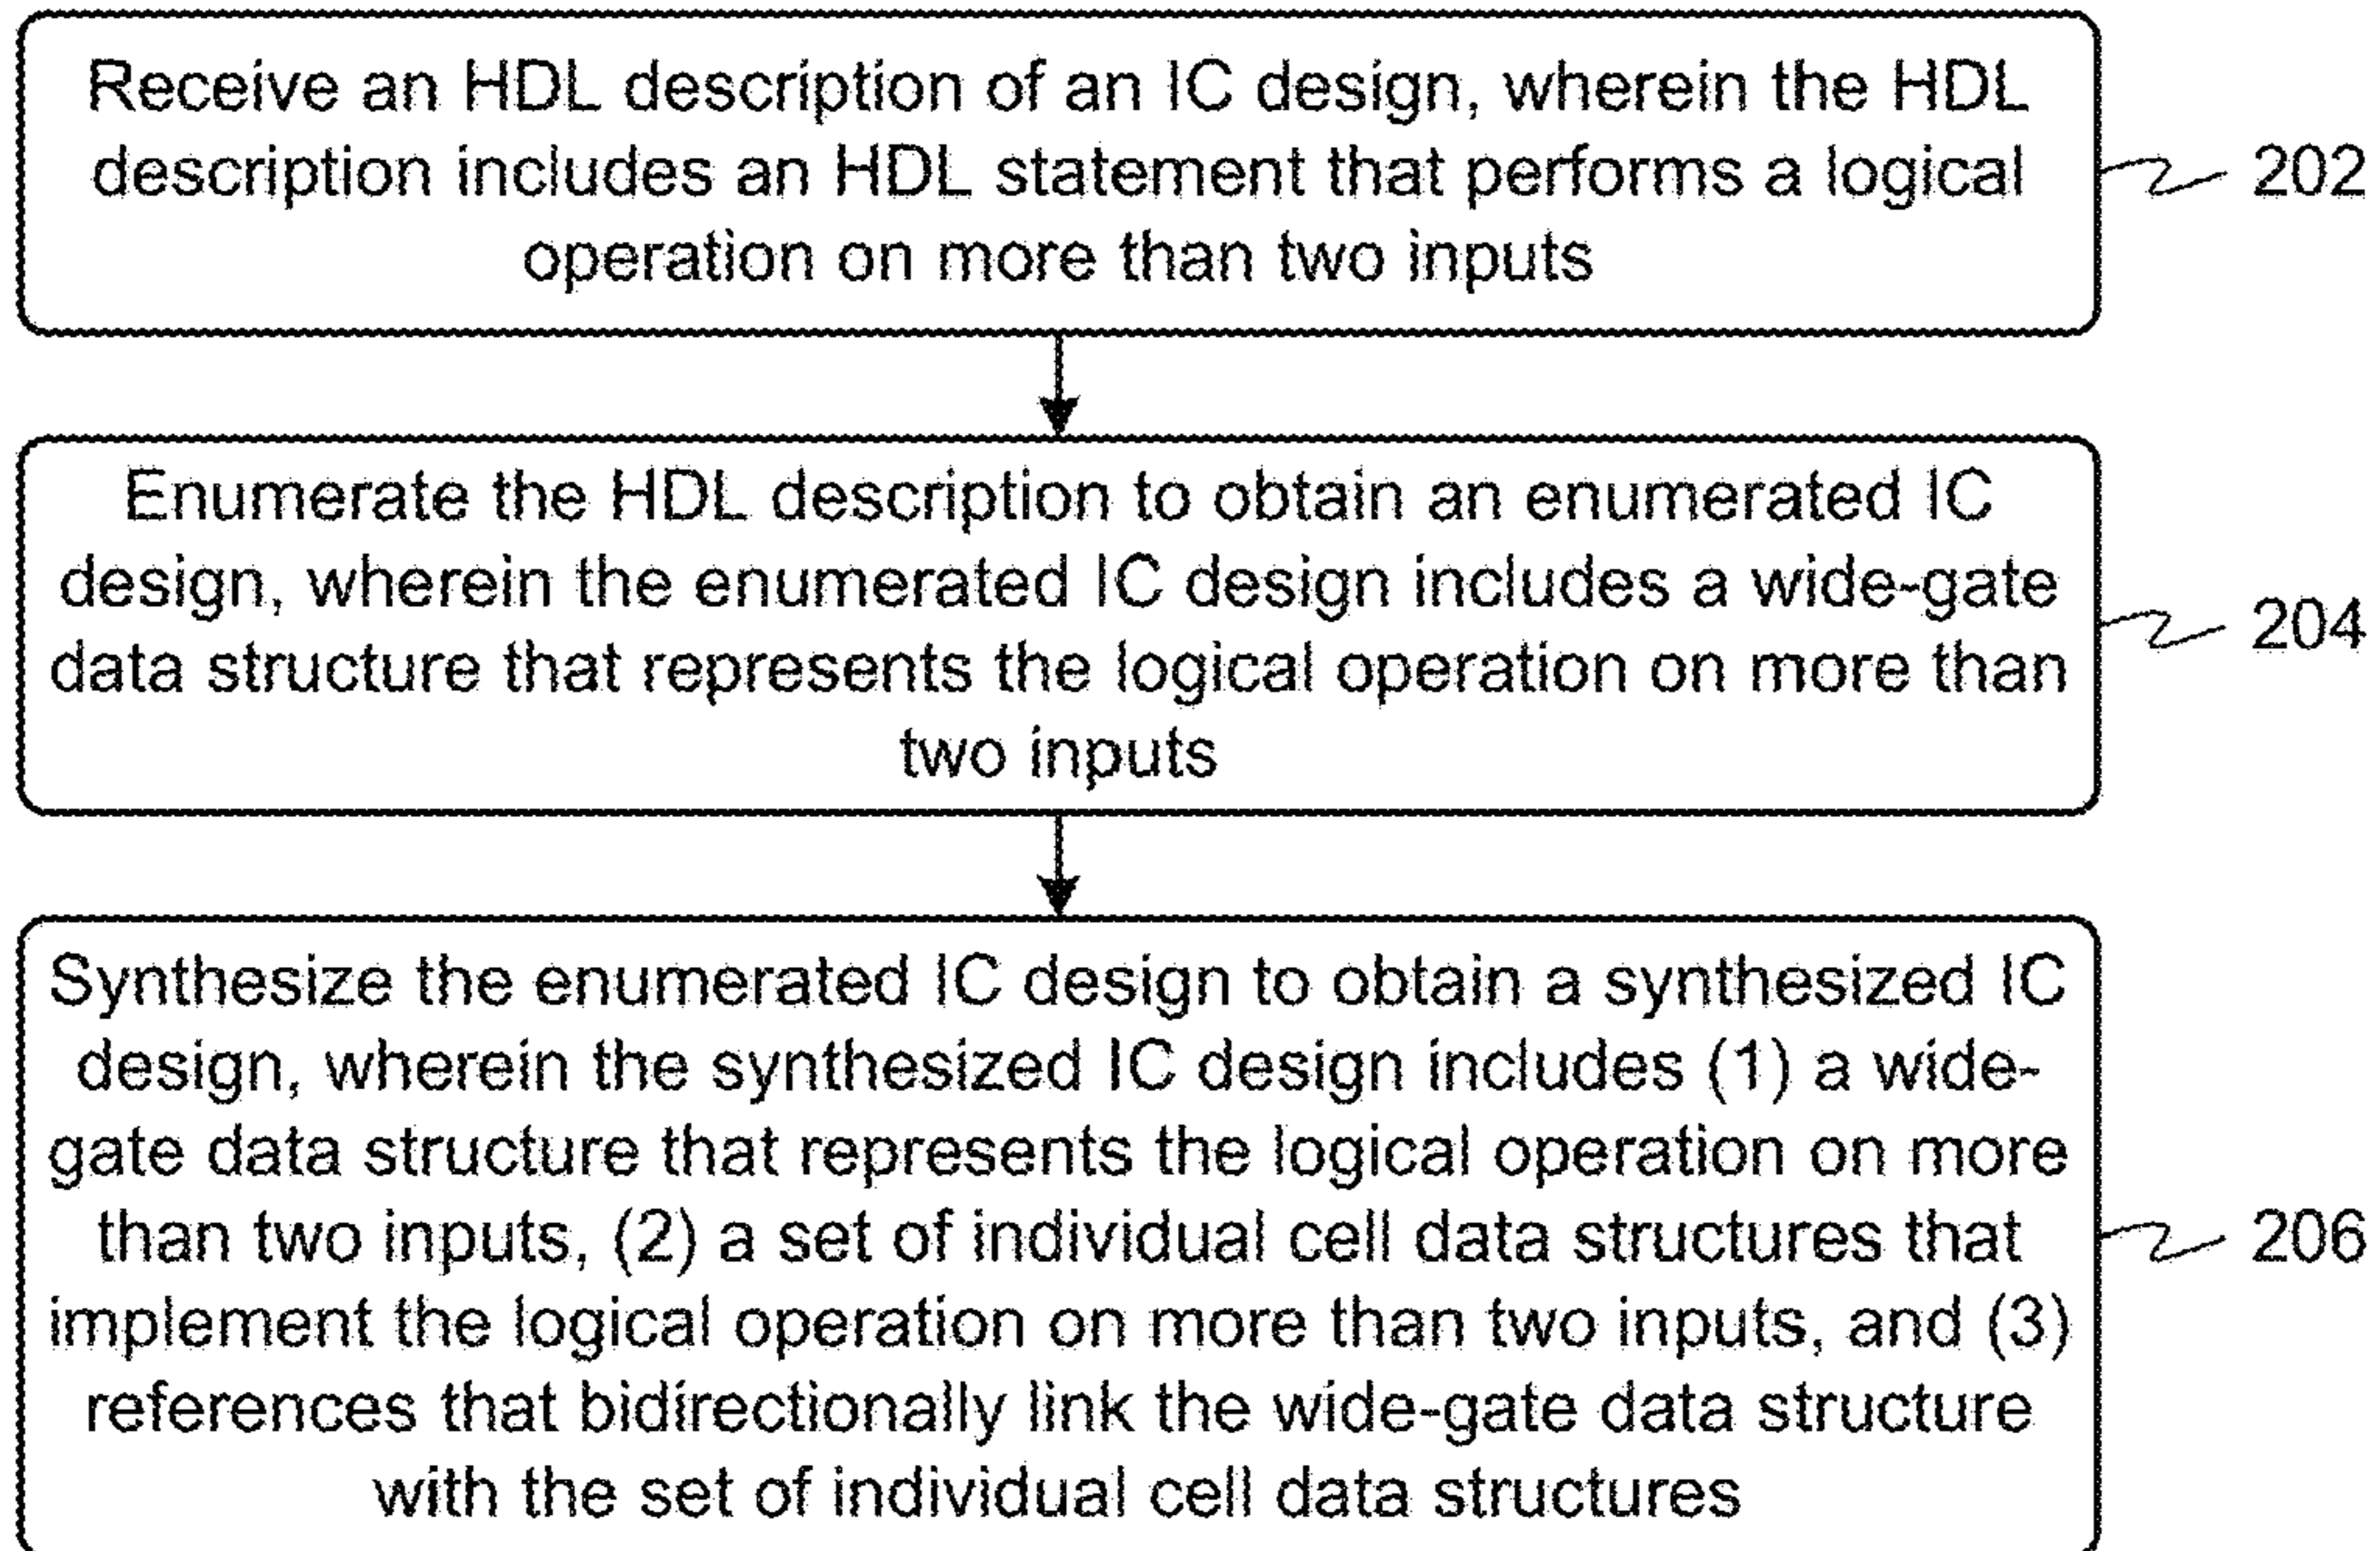 Receive an HDL description of an IC design, wherein the HDL
description includes an HDL statement that performs a logical
operation on more than two inputs
202
Enumerate the HDL description to obtain an enumerated IC
design, wherein the enumerated IC design includes a wide-gate
data structure that represents the logical operation on more than
two inputs
204
Synthesize the enumerated IC design to obtain a synthesized IC
design, wherein the synthesized IC design includes (1) a wide-
gate data structure that represents the logical operation on more
than two inputs, (2) a set of individual cell data structures that
implement the logical operation on more than two inputs, and (3)
references that bidirectionally link the wide-gate data structure
with the set of individual cell data structures
206